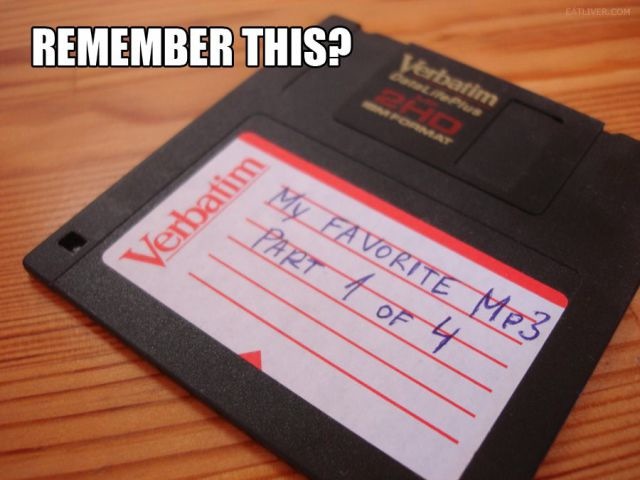 EATLIVER.COM
REMEMBER THIS?
Verbatim
DataLifePlus
2HD
IBM FORMAT
Verbatim
MY FAVORITE MP3
PART 1 OF 4